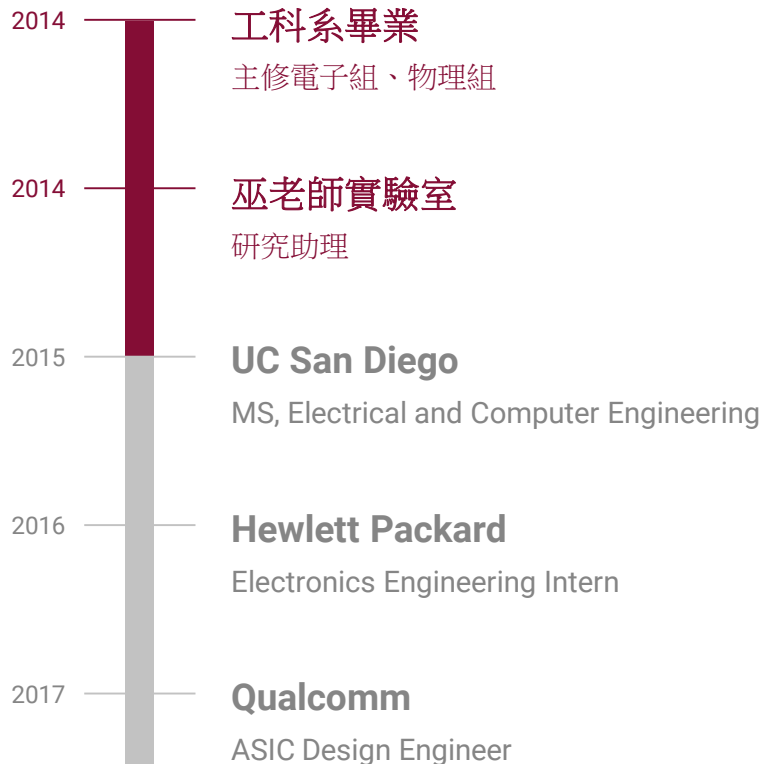 2014 工科系畢業
主修電子組、物理組
2014 巫老師實驗室
研究助理
2015 UC San Diego
MS, Electrical and Computer Engineering
2016 Hewlett Packard
Electronics Engineering Intern
2017 Qualcomm
ASIC Design Engineer